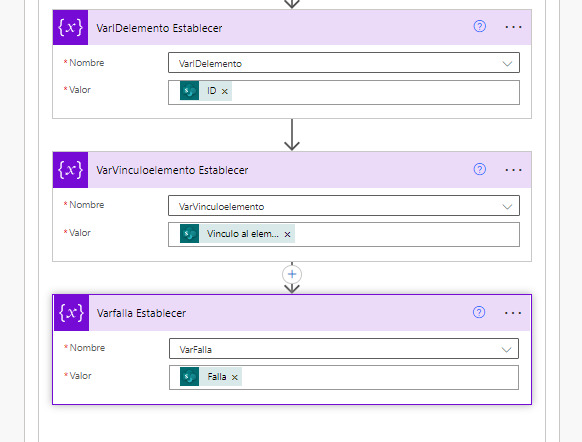 {x} VarIDelemento Establecer ? ...
* Nombre VarIDelemento
* Valor ID ×
{x} VarVinculoelemento Establecer ? ...
* Nombre VarVinculoelemento
* Valor Vínculo al elem... ×
+
{x} Varfalla Establecer ? ...
* Nombre VarFalla
* Valor Falla ×